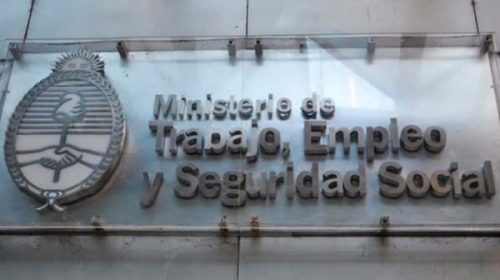 Ministerio de
Trabajo, Empleo
y Seguridad Social